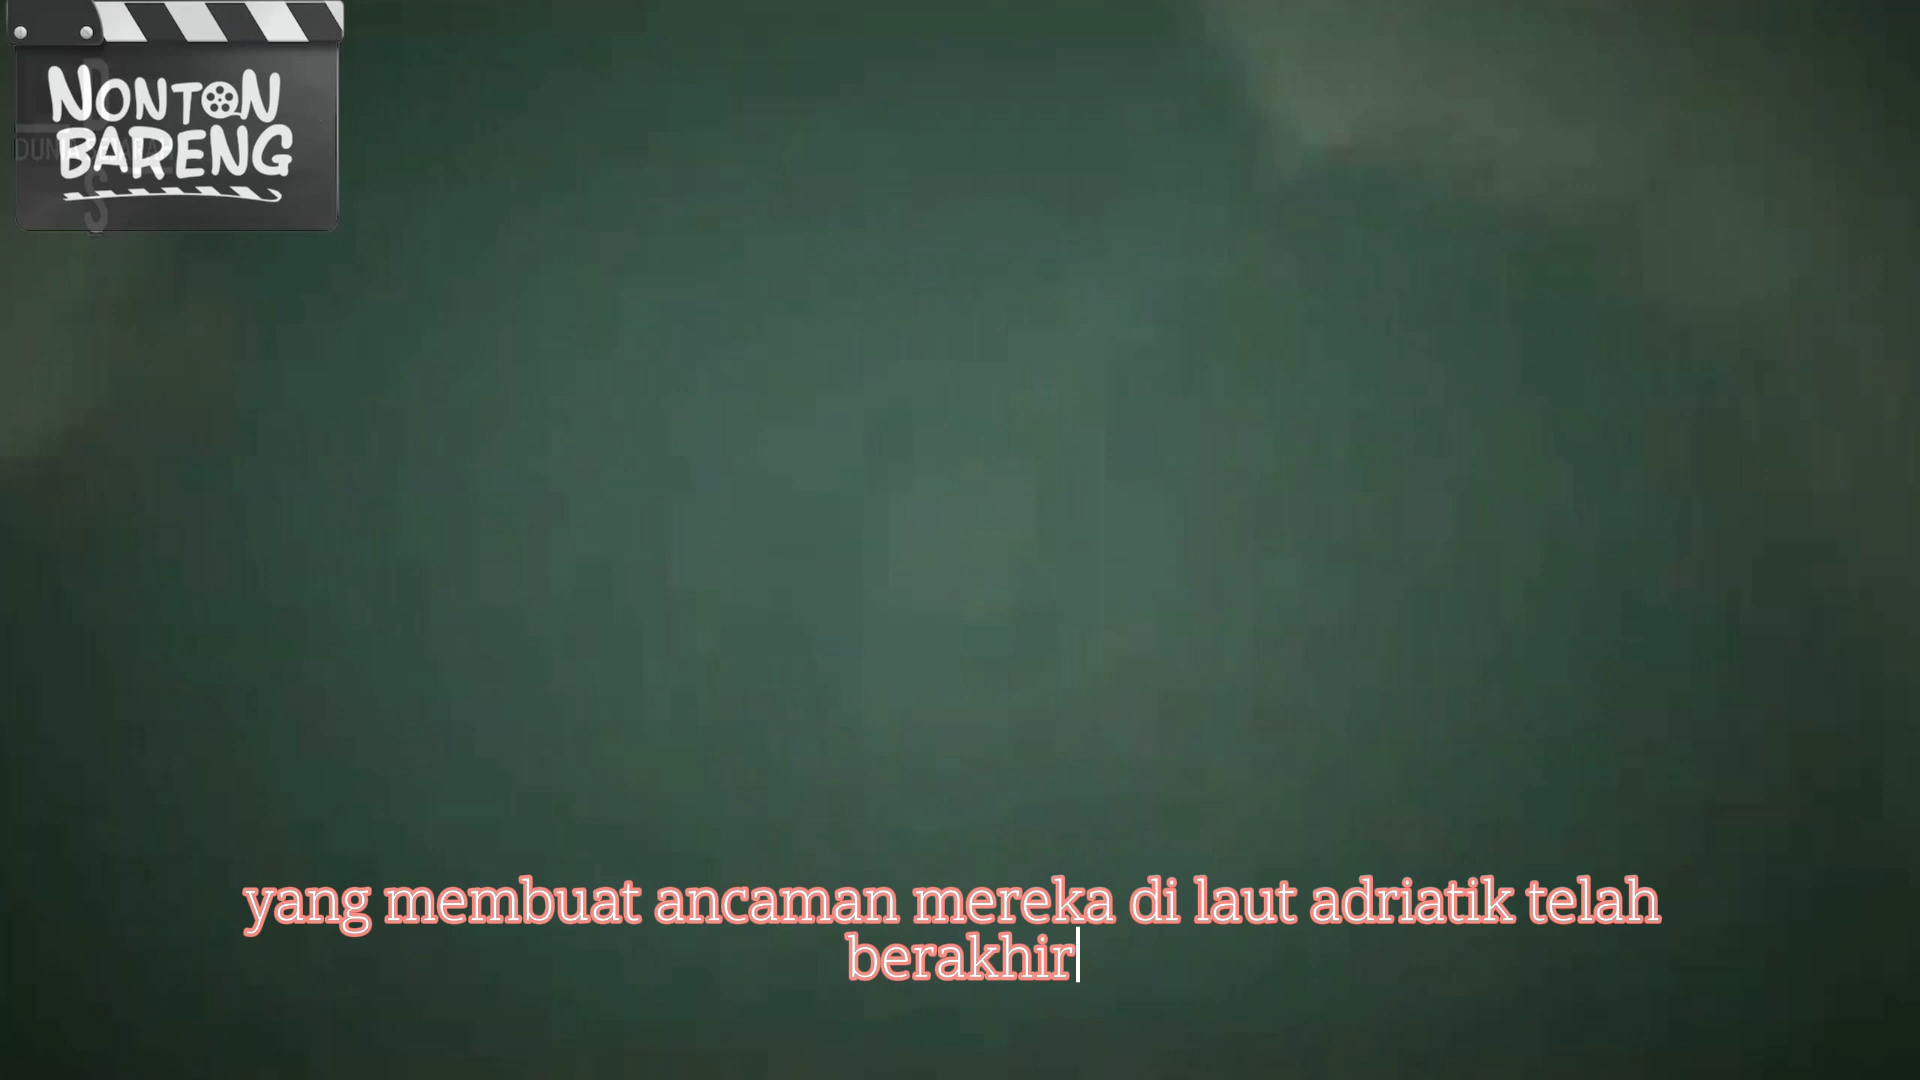 NONTON
BARENG
yang membuat ancaman mereka di laut adriatik telah
berakhir